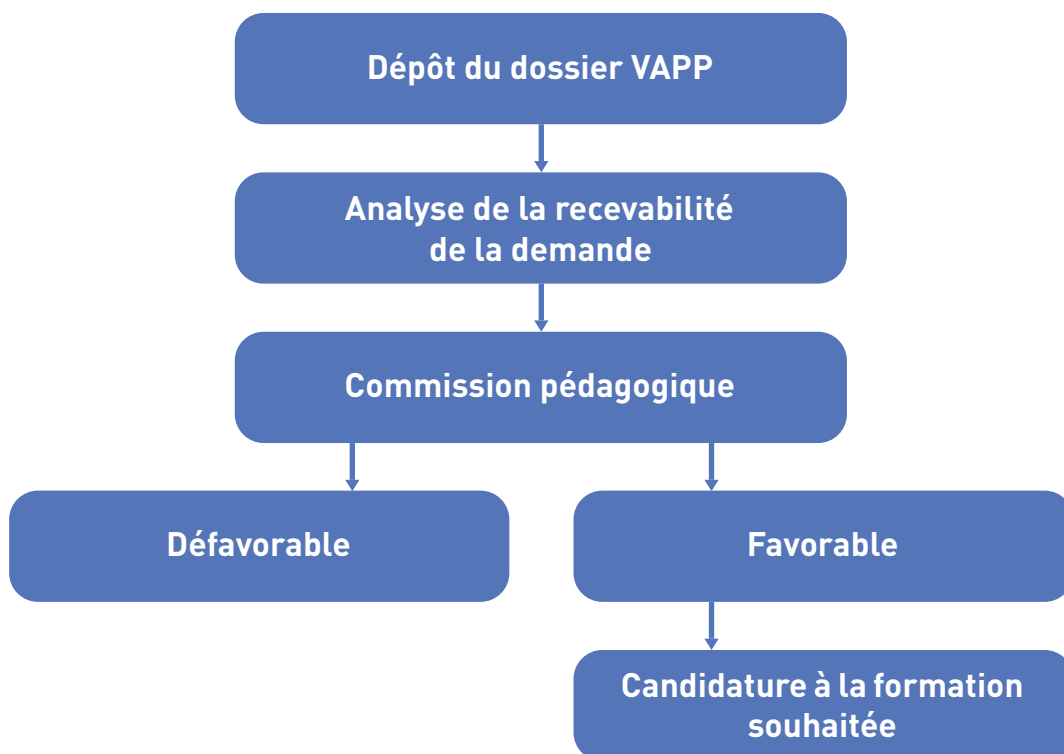 Dépôt du dossier VAPP
Analyse de la recevabilité
de la demande
Commission pédagogique
Défavorable
Favorable
Candidature à la formation
souhaitée